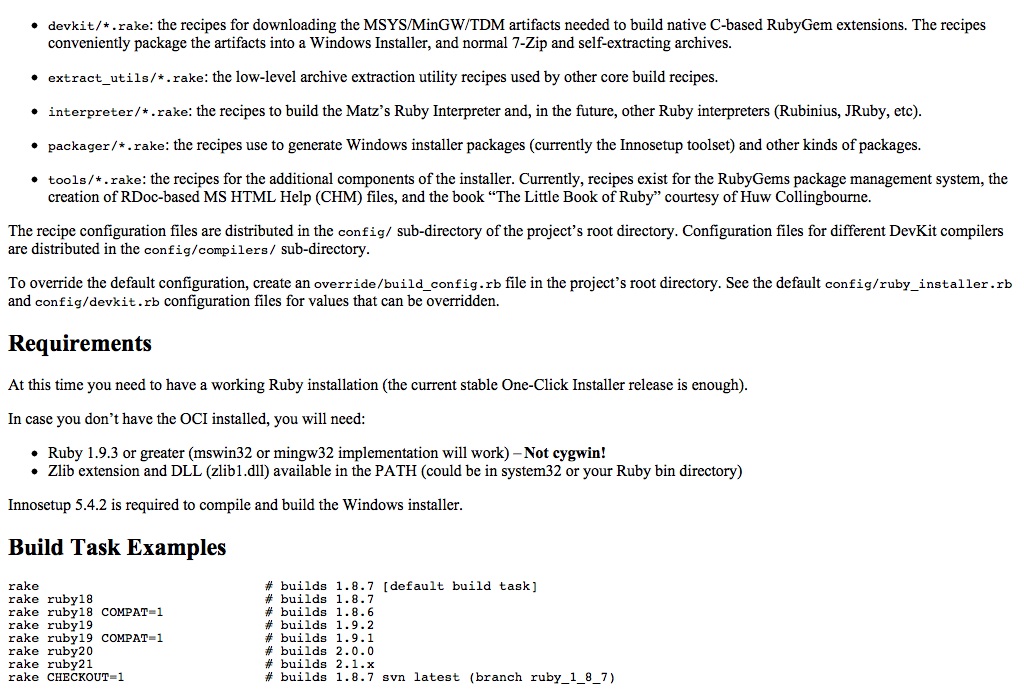 • devkit/*.rake: the recipes for downloading the MSYS/MinGW/TDM artifacts needed to build native C-based RubyGem extensions. The recipes
conveniently package the artifacts into a Windows Installer, and normal 7-Zip and self-extracting archives.
• extract_utils/*.rake: the low-level archive extraction utility recipes used by other core build recipes.
• interpreter/*.rake: the recipes to build the Matz’s Ruby Interpreter and, in the future, other Ruby interpreters (Rubinius, JRuby, etc).
• packager/*.rake: the recipes use to generate Windows installer packages (currently the Innosetup toolset) and other kinds of packages.
• tools/*.rake: the recipes for the additional components of the installer. Currently, recipes exist for the RubyGems package management system, the
creation of RDoc-based MS HTML Help (CHM) files, and the book “The Little Book of Ruby” courtesy of Huw Collingbourne.
The recipe configuration files are distributed in the config/ sub-directory of the project’s root directory. Configuration files for different DevKit compilers
are distributed in the config/compilers/ sub-directory.
To override the default configuration, create an override/build_config.rb file in the project’s root directory. See the default config/ruby_installer.rb
and config/devkit.rb configuration files for values that can be overridden.
Requirements
At this time you need to have a working Ruby installation (the current stable One-Click Installer release is enough).
In case you don’t have the OCI installed, you will need:
• Ruby 1.9.3 or greater (mswin32 or mingw32 implementation will work) – Not cygwin!
• Zlib extension and DLL (zlib1.dll) available in the PATH (could be in system32 or your Ruby bin directory)
Innosetup 5.4.2 is required to compile and build the Windows installer.
Build Task Examples
rake # builds 1.8.7 [default build task]
rake ruby18 # builds 1.8.7
rake ruby18 COMPAT=1 # builds 1.8.6
rake ruby19 # builds 1.9.2
rake ruby19 COMPAT=1 # builds 1.9.1
rake ruby20 # builds 2.0.0
rake ruby21 # builds 2.1.x
rake CHECKOUT=1 # builds 1.8.7 svn latest (branch ruby_1_8_7)